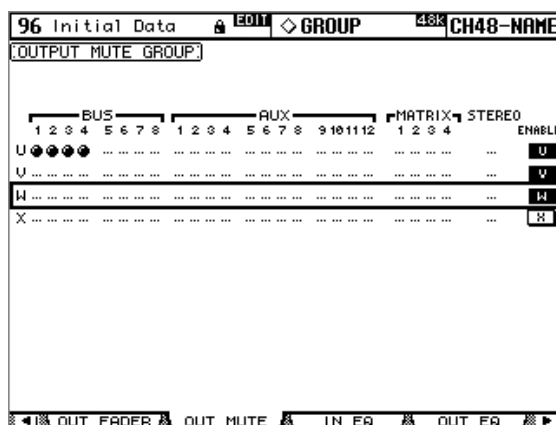 96 Initial Data EDIT GROUP 48K CH48-NAME
OUTPUT MUTE GROUP
BUS AUX MATRIX STEREO
1 2 3 4 5 6 7 8 1 2 3 4 5 6 7 8 9 10 11 12 1 2 3 4 ENABL
U U
V V
W W
X X
OUT FADER OUT MUTE IN EQ OUT EQ